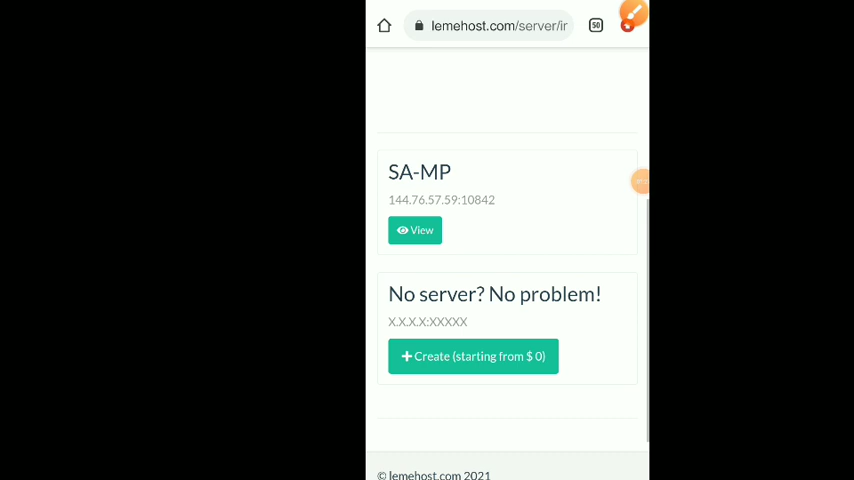 lemehost.com/server/ir
50
SA-MP
144.76.57.59:10842
View
No server? No problem!
X.X.X.X:XXXXX
Create (starting from $ 0)
© lemehost.com 2021